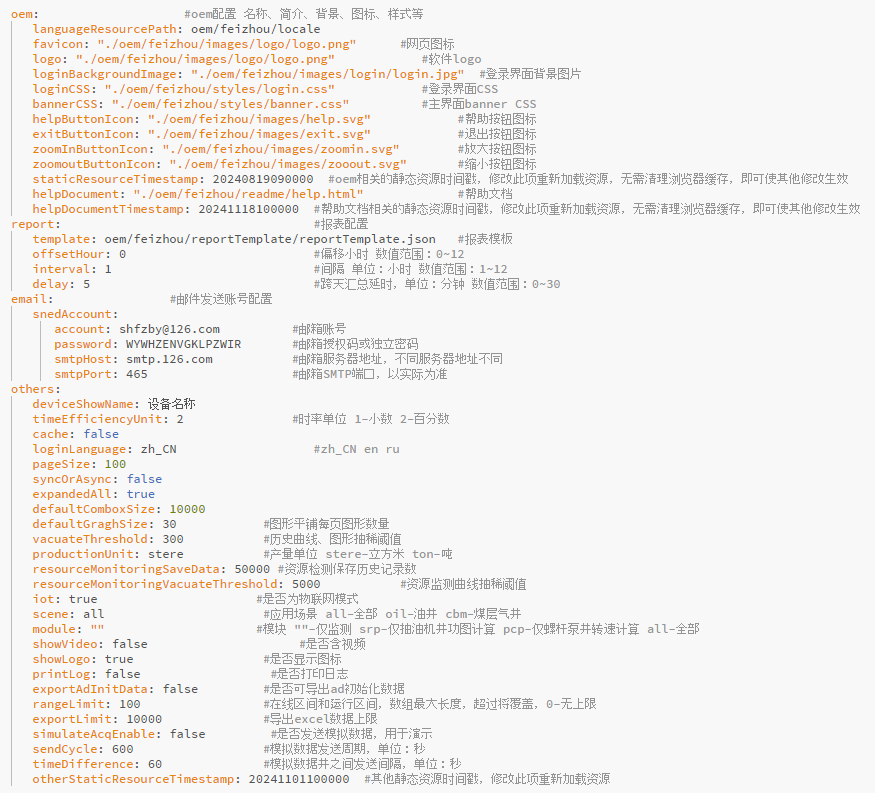 oem: #oem配置 名称、简介、背景、图标、样式等
languageResourcePath: oem/feizhou/locale
favicon: "./oem/feizhou/images/logo/logo.png" #网页图标
logo: "./oem/feizhou/images/logo/logo.png" #软件logo
loginBackgroundImage: "./oem/feizhou/images/login/login.jpg" #登录界面背景图片
loginCSS: "./oem/feizhou/styles/login.css" #登录界面CSS
bannerCSS: "./oem/feizhou/styles/banner.css" #主界面banner CSS
helpButtonIcon: "./oem/feizhou/images/help.svg" #帮助按钮图标
exitButtonIcon: "./oem/feizhou/images/exit.svg" #退出按钮图标
zoomInButtonIcon: "./oem/feizhou/images/zoomin.svg" #放大按钮图标
zoomoutButtonIcon: "./oem/feizhou/images/zooout.svg" #缩小按钮图标
staticResourceTimestamp: 20240819090000 #oem相关的静态资源时间戳，修改此项重新加载资源，无需清理浏览器缓存，即可使其他修改生效
helpDocument: "./oem/feizhou/readme/help.html" #帮助文档
helpDocumentTimestamp: 20241118100000 #帮助文档相关的静态资源时间戳，修改此项重新加载资源，无需清理浏览器缓存，即可使其他修改生效
report: #报表配置
template: oem/feizhou/reportTemplate/reportTemplate.json #报表模板
offsetHour: 0 #偏移小时 数值范围：0~12
interval: 1 #间隔 单位：小时 数值范围：1~12
delay: 5 #跨天汇总延时，单位：分钟 数值范围：0~30
email: #邮件发送账号配置
snedAccount:
account: shfzby@126.com #邮箱账号
password: WYWHZENVGKLPZWIR #邮箱授权码或独立密码
smtpHost: smtp.126.com #邮箱服务器地址，不同服务器地址不同
smtpPort: 465 #邮箱SMTP端口，以实际为准
others:
deviceShowName: 设备名称
timeEfficiencyUnit: 2 #时率单位 1-小数 2-百分数
cache: false
loginLanguage: zh_CN #zh_CN en ru
pageSize: 100
syncOrAsync: false
expandedAll: true
defaultComboxSize: 10000
defaultGraghSize: 30 #图形平铺每页图形数量
vacuateThreshold: 300 #历史曲线、图形抽稀阈值
productionUnit: stere #产量单位 stere-立方米 ton-吨
resourceMonitoringSaveData: 50000 #资源检测保存历史记录数
resourceMonitoringVacuateThreshold: 5000 #资源监测曲线抽稀阈值
iot: true #是否为物联网模式
scene: all #应用场景 all-全部 oil-油井 cbm-煤层气井
module: "" #模块 ""-仅监测 srp-仅抽油机井功图计算 pcp-仅螺杆泵井转速计算 all-全部
showVideo: false #是否含视频
showLogo: true #是否显示图标
printLog: false #是否打印日志
exportAdInitData: false #是否可导出ad初始化数据
rangeLimit: 100 #在线区间和运行区间，数组最大长度，超过将覆盖，0-无上限
exportLimit: 10000 #导出excel数据上限
simulateAcqEnable: false #是否发送模拟数据，用于演示
sendCycle: 600 #模拟数据发送周期，单位：秒
timeDifference: 60 #模拟数据井之间发送间隔，单位：秒
otherStaticResourceTimestamp: 20241101100000 #其他静态资源时间戳，修改此项重新加载资源